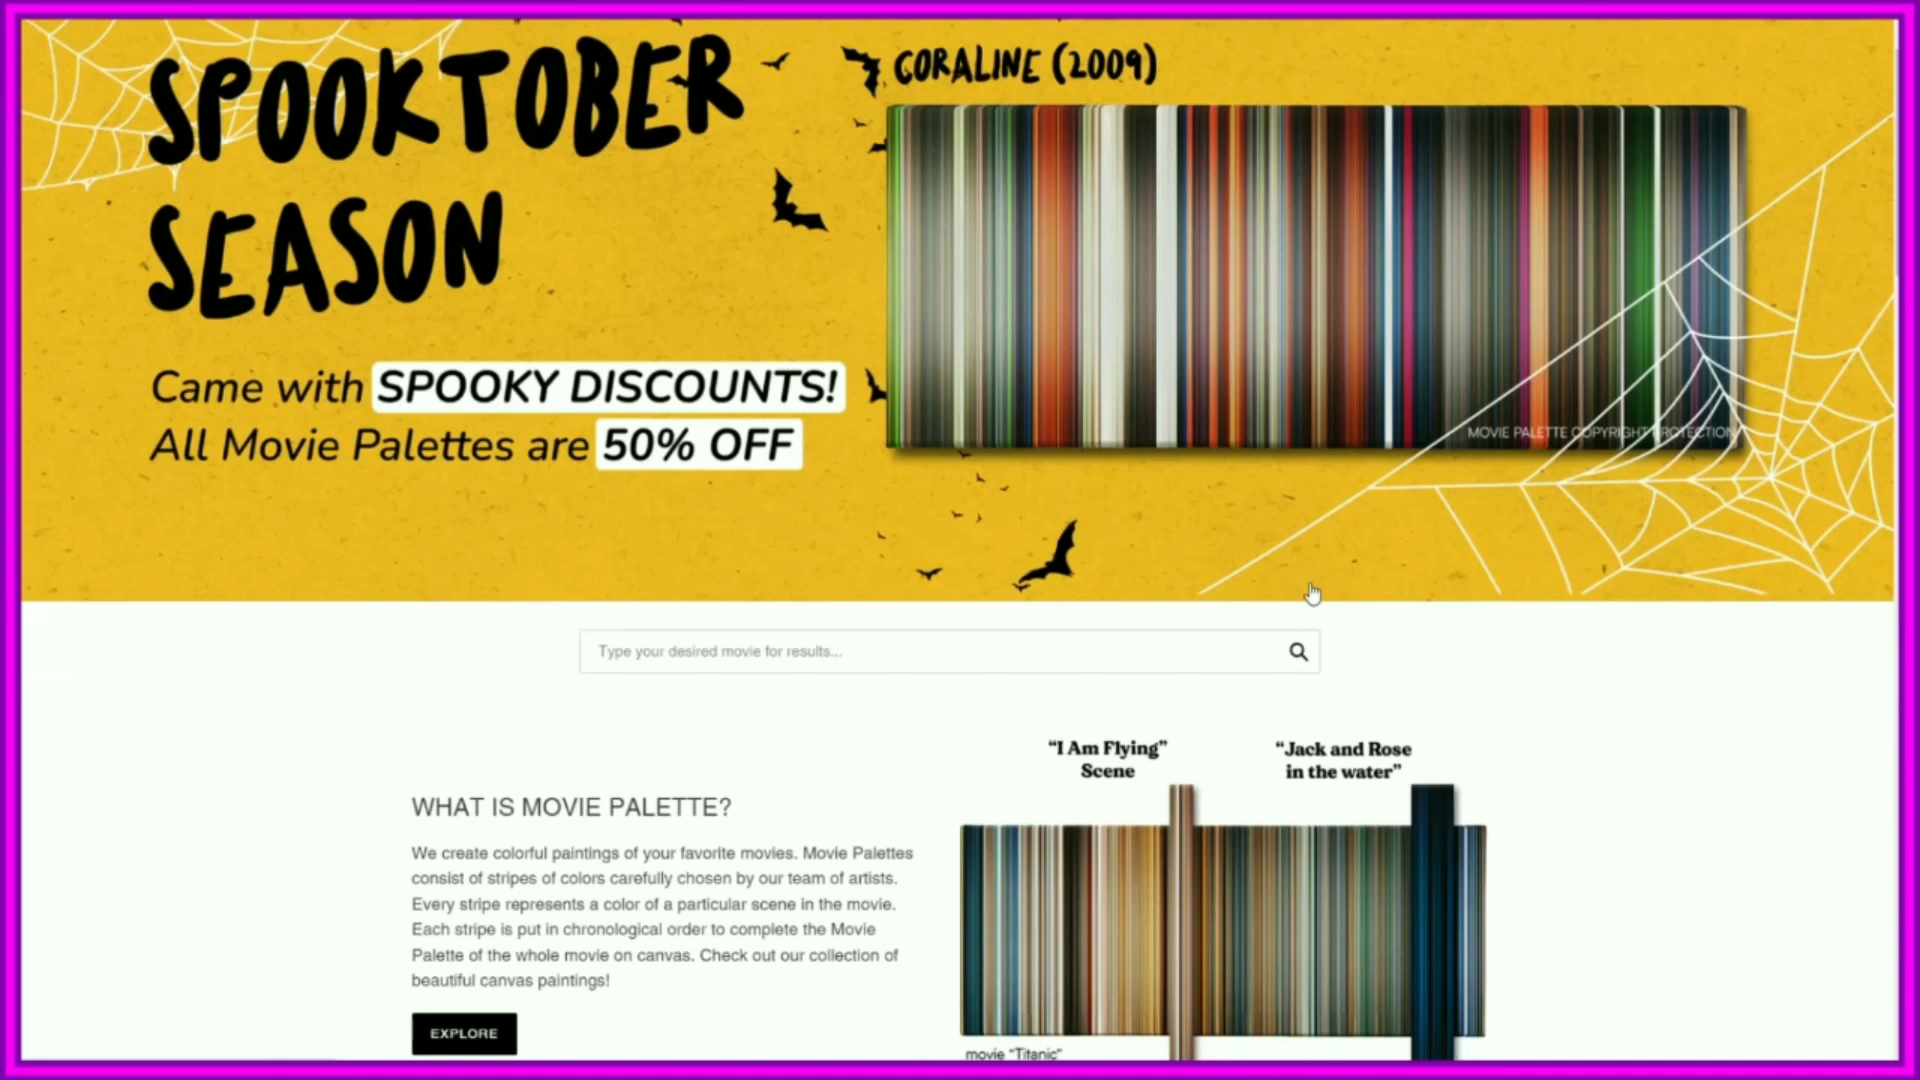 SPOOKTOBER
SEASON
Came with SPOOKY DISCOUNTS!
All Movie Palettes are 50% OFF
CORALINE (2009)
MOVIE PALETTE COPYRIGHT PROTECTION
Type your desired movie for results...
WHAT IS MOVIE PALETTE?
We create colorful paintings of your favorite movies. Movie Palettes
consist of stripes of colors carefully chosen by our team of artists.
Every stripe represents a color of a particular scene in the movie.
Each stripe is put in chronological order to complete the Movie
Palette of the whole movie on canvas. Check out our collection of
beautiful canvas paintings!
EXPLORE
“I Am Flying”
Scene
“Jack and Rose
in the water”
movie “Titanic”